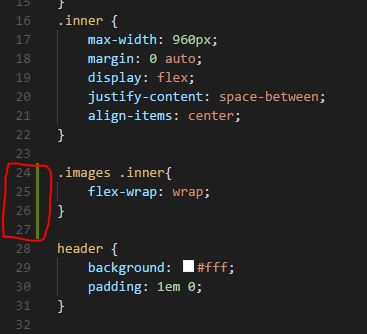 15 }
16 .inner {
17     max-width: 960px;
18     margin: 0 auto;
19     display: flex;
20     justify-content: space-between;
21     align-items: center;
22 }
23
24 .images .inner{
25     flex-wrap: wrap;
26 }
27
28 header {
29     background: #fff;
30     padding: 1em 0;
31 }
32